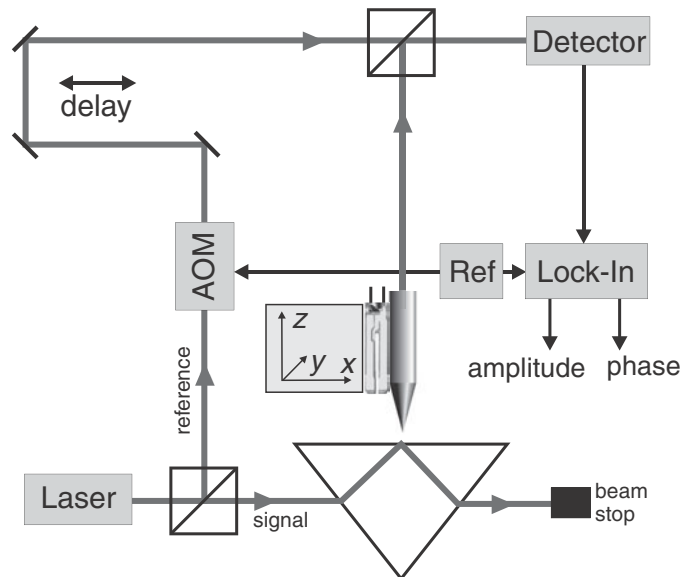 Detector
delay
AOM
Ref
Lock-In
z
y
x
amplitude
phase
reference
Laser
signal
beam
stop